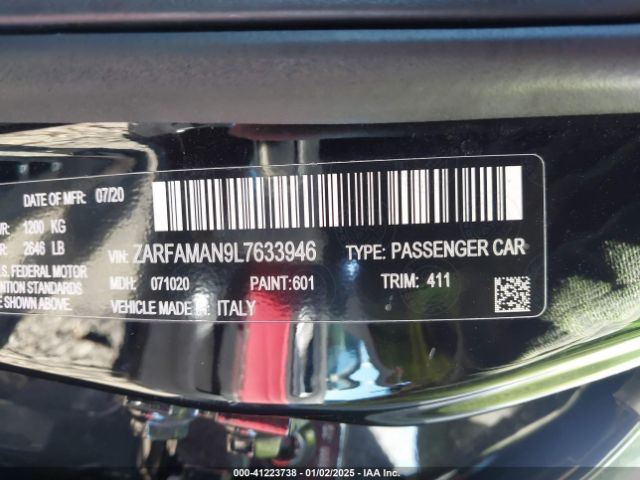 DATE OF MFR: 07/20
1200 KG
2646 LB
VIN: ZARFAMAN9L7633946 TYPE: PASSENGER CAR
FEDERAL MOTOR
STANDARDS
MDH: 071020 PAINT:601 TRIM: 411
SHOWN ABOVE.
VEHICLE MADE IN: ITALY
000-41223738 - 01/02/2025 - IAA Inc.